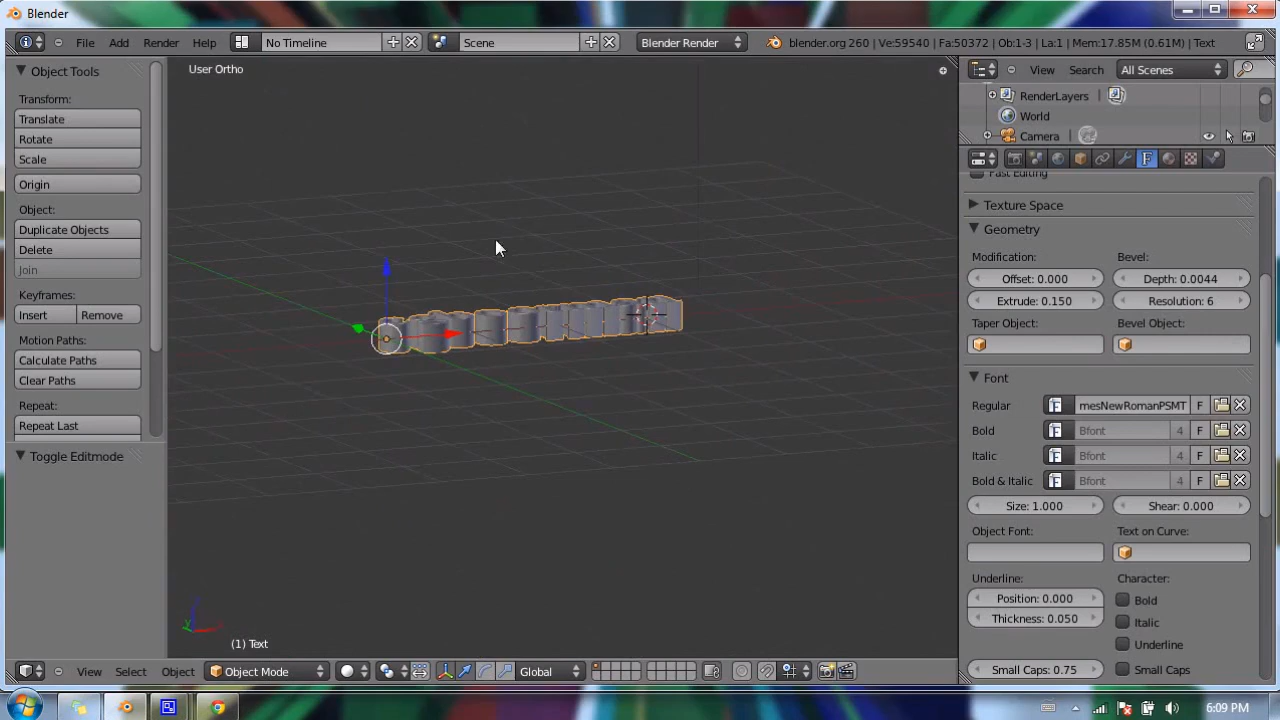 Blender
File Add Render Help No Timeline Scene Blender Render blender.org 260 | Ve:59540 | Fa:50372 | Ob:1-3 | La:1 | Mem:17.85M (0.61M) | Text
Object Tools
Transform:
Translate
Rotate
Scale
Origin
Object:
Duplicate Objects
Delete
Join
Keyframes:
Insert Remove
Motion Paths:
Calculate Paths
Clear Paths
Repeat:
Repeat Last
Toggle Editmode
User Ortho
(1) Text
View Select Object Object Mode Global
View Search All Scenes
RenderLayers
World
Camera
Fast Editing
Texture Space
Geometry
Modification: Bevel:
Offset: 0.000 Depth: 0.0044
Extrude: 0.150 Resolution: 6
Taper Object: Bevel Object:
Font
Regular mesNewRomanPSMT F
Bold Bfont 4 F
Italic Bfont 4 F
Bold & Italic Bfont 4 F
Size: 1.000 Shear: 0.000
Object Font: Text on Curve:
Underline: Character:
Position: 0.000 Bold
Thickness: 0.050 Italic
Underline
Small Caps: 0.75 Small Caps
6:09 PM